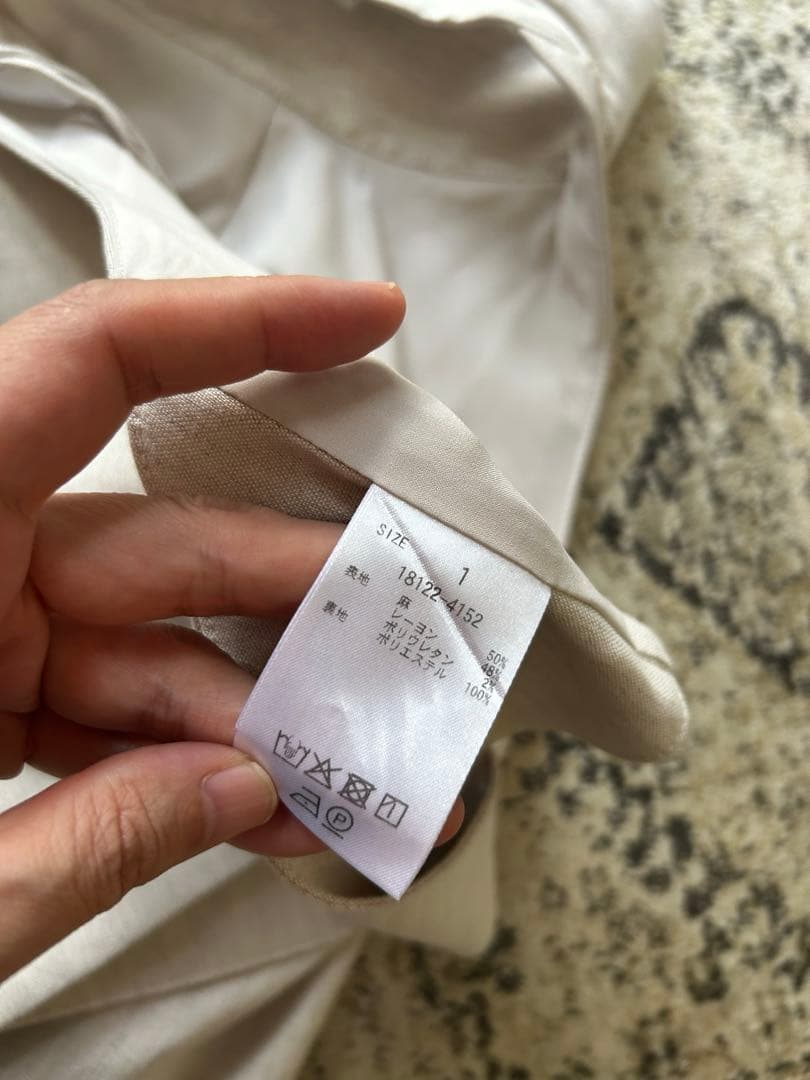 SIZE 1
18122-4152
表地 麻 50%
レーヨン 48%
ポリウレタン 2%
裏地 ポリエステル 100%
P